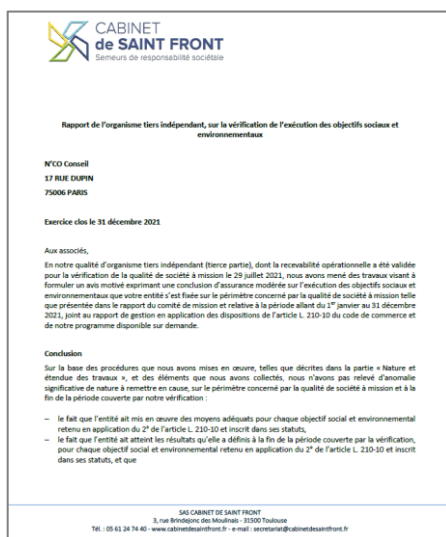 CABINET
de SAINT FRONT
Semeurs de responsabilité sociétale
Rapport de l'organisme tiers indépendant, sur la vérification de l'exécution des objectifs sociaux et
environnementaux
N'CO Conseil
17 RUE DUPIN
75006 PARIS
Exercice clos le 31 décembre 2021
Aux associés,
En notre qualité d'organisme tiers indépendant (tierce partie), dont la recevabilité opérationnelle a été validée
pour la vérification de la qualité de société à mission le 29 juillet 2021, nous avons mené des travaux visant à
formuler un avis motivé exprimant une conclusion d'assurance modérée sur l'exécution des objectifs sociaux et
environnementaux que votre entité s'est fixée sur le périmètre concerné par la qualité de société à mission telle
que présentée dans le rapport du comité de mission et relative à la période allant du 1er janvier au 31 décembre
2021, joint au rapport de gestion en application des dispositions de l'article L. 210-10 du code de commerce et
de notre programme disponible sur demande.
Conclusion
Sur la base des procédures que nous avons mises en œuvre, telles que décrites dans la partie « Nature et
étendue des travaux », et des éléments que nous avons collectés, nous n'avons pas relevé d'anomalie
significative de nature à remettre en cause, sur le périmètre concerné par la qualité de société à mission et à la
fin de la période couverte par notre vérification :
– le fait que l'entité ait mis en œuvre des moyens adéquats pour chaque objectif social et environnemental
retenu en application du 2° de l'article L. 210-10 et inscrit dans ses statuts,
– le fait que l'entité ait atteint les résultats qu'elle a définis à la fin de la période couverte par la vérification,
pour chaque objectif social et environnemental retenu en application du 2° de l'article L. 210-10 et inscrit
dans ses statuts, et que
SAS CABINET DE SAINT FRONT
3, rue Brindejonc des Moulinais - 31500 Toulouse
Tél. : 05 61 24 74 40 - www.cabinetdesaintfront.fr - e-mail : secretariat@cabinetdesaintfront.fr